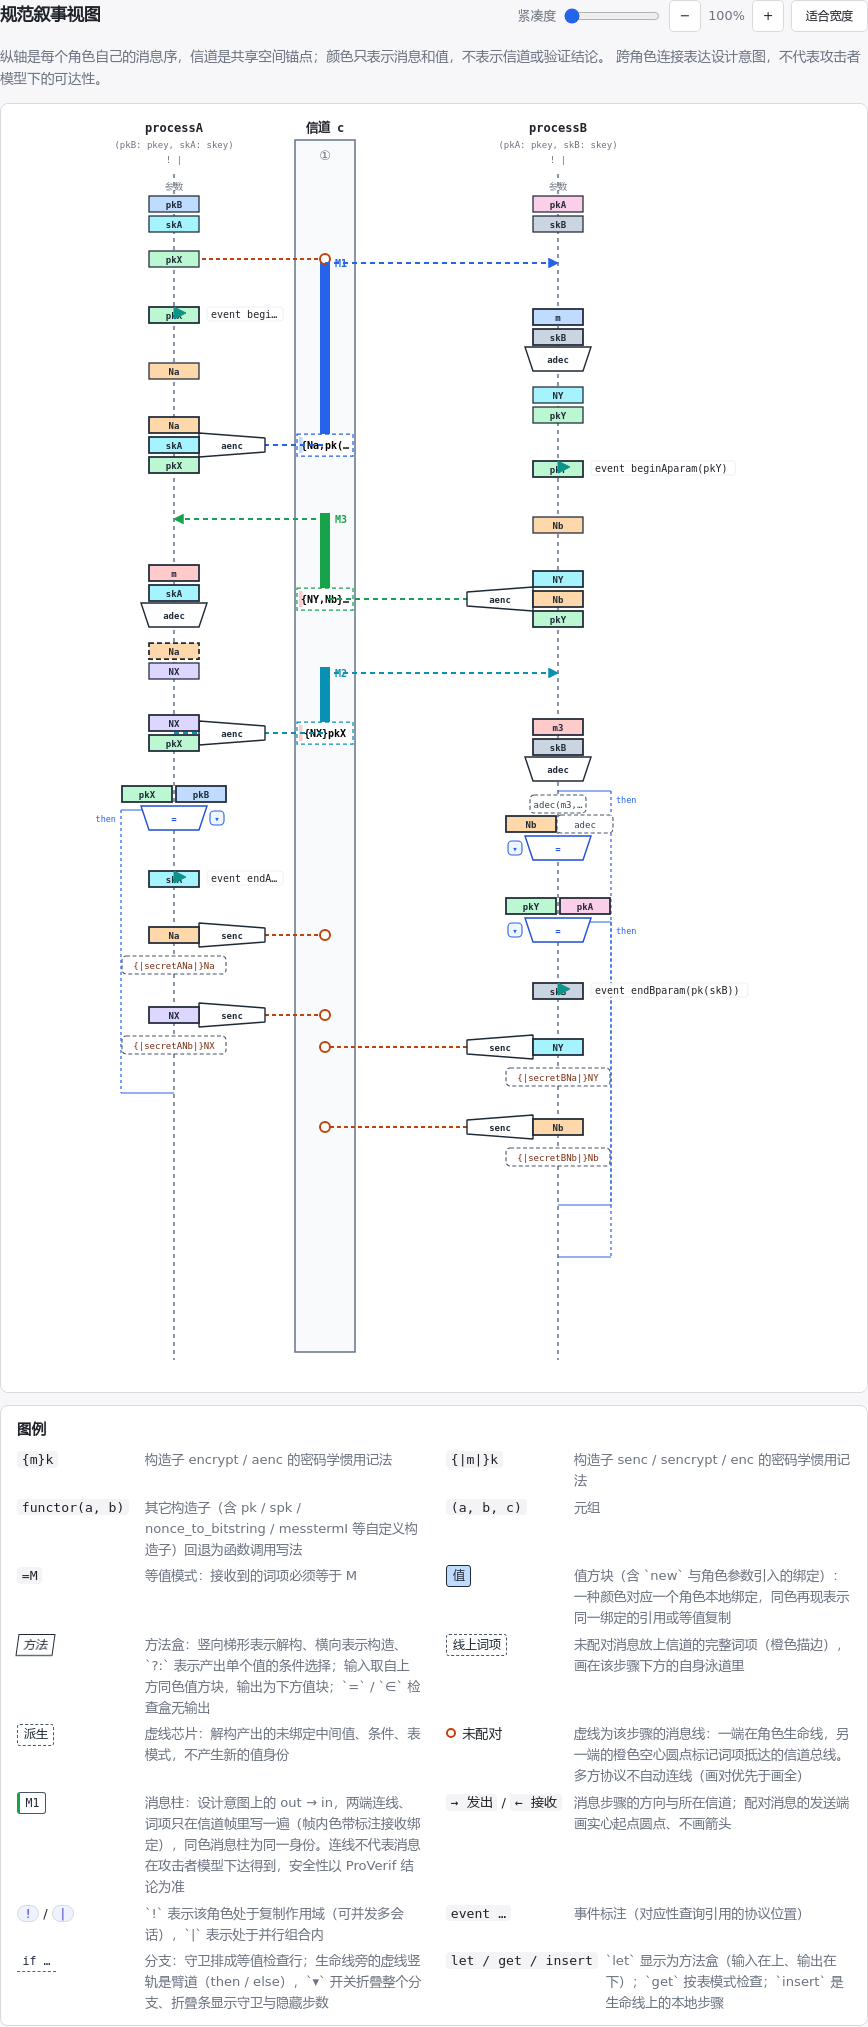 规范叙事视图
紧凑度
−
100%
+
适合宽度
纵轴是每个角色自己的消息序，信道是共享空间锚点；颜色只表示消息和值，不表示信道或验证结论。 跨角色连接表达设计意图，不代表攻击者
模型下的可达性。
processA
信道 c
processB
(pkB: pkey, skA: skey)
(pkA: pkey, skB: skey)
! |
①
! |
参数
参数
pkB
pkA
skA
skB
pkX
M1
event begi…
m
skB
adec
Na
NY
pkY
Na
skA
aenc
{Na,pk(…
pkX
event beginAparam(pkY)
M3
Nb
m
NY
skA
{NY,Nb}…
aenc
Nb
adec
pkY
Na
NX
M2
NX
m3
aenc
{NX}pkX
pkX
skB
adec
pkX
pkB
then
adec(m3,…
then
=
▾
Nb
adec
▾
=
event endA…
pkY
pkA
▾
=
then
Na
senc
{|secretANa|}Na
event endBparam(pk(skB))
NX
senc
{|secretANb|}NX
senc
NY
{|secretBNa|}NY
senc
Nb
{|secretBNb|}Nb
图例
{m}k
构造子 encrypt / aenc 的密码学惯用记法
{|m|}k
构造子 senc / sencrypt / enc 的密码学惯用记
法
functor(a, b)
其它构造子（含 pk / spk /
nonce_to_bitstring / messtermI 等自定义构
造子）回退为函数调用写法
(a, b, c)
元组
=M
等值模式：接收到的词项必须等于 M
值
值方块（含 `new` 与角色参数引入的绑定）：
一种颜色对应一个角色本地绑定，同色再现表示
同一绑定的引用或等值复制
方法
方法盒：竖向梯形表示解构、横向表示构造、
`?:` 表示产出单个值的条件选择；输入取自上
方同色值方块，输出为下方值块；`=` / `∈` 检
查盒无输出
线上词项
未配对消息放上信道的完整词项（橙色描边），
画在该步骤下方的自身泳道里
派生
虚线芯片：解构产出的未绑定中间值、条件、表
模式，不产生新的值身份
未配对
虚线为该步骤的消息线：一端在角色生命线，另
一端的橙色空心圆点标记词项抵达的信道总线。
多方协议不自动连线（画对优先于画全）
M1
消息柱：设计意图上的 out → in，两端连线、
词项只在信道帧里写一遍（帧内色带标注接收绑
定），同色消息柱为同一身份。连线不代表消息
在攻击者模型下达得到，安全性以 ProVerif 结
论为准
→ 发出 / ← 接收
消息步骤的方向与所在信道；配对消息的发送端
画实心起点圆点、不画箭头
! / |
`!` 表示该角色处于复制作用域（可并发多会
话），`|` 表示处于并行组合内
event …
事件标注（对应性查询引用的协议位置）
if …
分支：守卫排成等值检查行；生命线旁的虚线竖
轨是臂道（then / else），`▾` 开关折叠整个分
支、折叠条显示守卫与隐藏步数
let / get / insert
`let` 显示为方法盒（输入在上、输出在
下）；`get` 按表模式检查；`insert` 是
生命线上的本地步骤